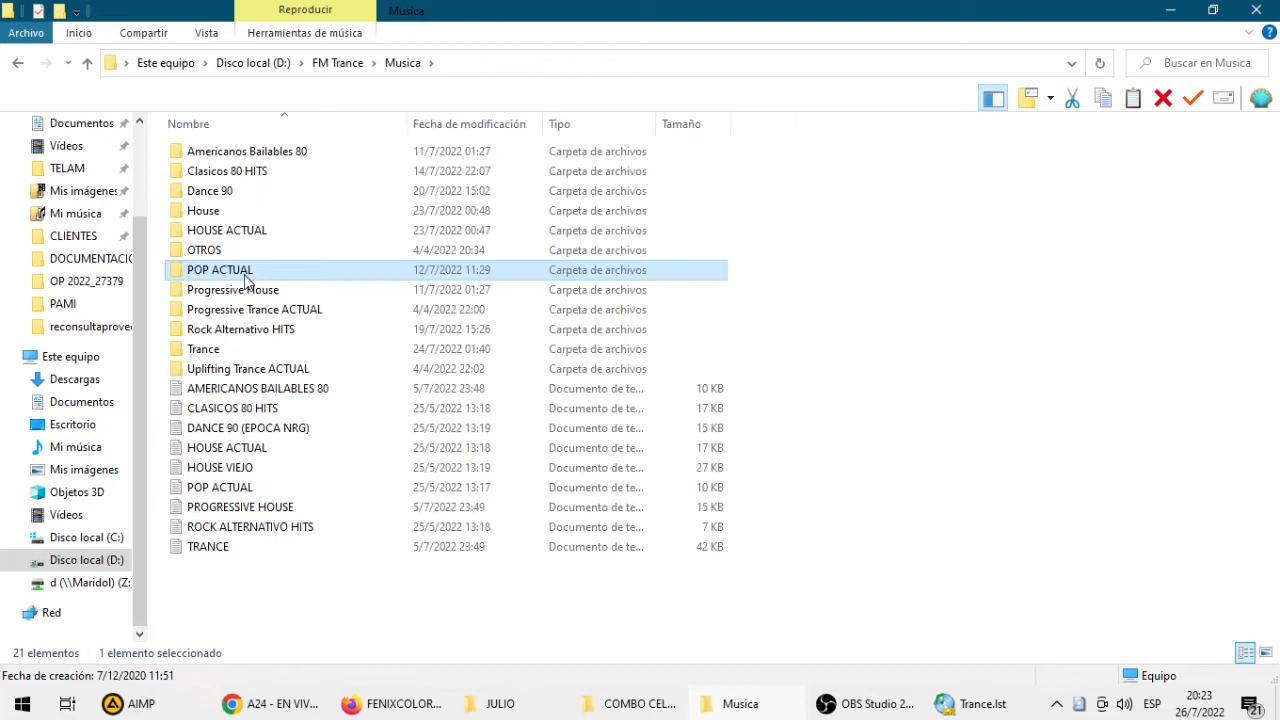 Reproducir
Musica
Archivo
Inicio
Compartir
Vista
Herramientas de música
Este equipo
Disco local (D:)
FM Trance
Musica
Buscar en Musica
Documentos
Vídeos
TELAM
Mis imágenes
Mi música
CLIENTES
DOCUMENTACI
OP 2022_27379
PAMI
reconsultaprove
Este equipo
Descargas
Documentos
Escritorio
Mi música
Mis imágenes
Objetos 3D
Vídeos
Disco local (C:)
Disco local (D:)
d (\\Maridol) (Z:
Red
Nombre Fecha de modificación Tipo Tamaño
Americanos Bailables 80 11/7/2022 01:27 Carpeta de archivos
Clasicos 80 HITS 14/7/2022 22:07 Carpeta de archivos
Dance 90 20/7/2022 15:02 Carpeta de archivos
House 23/7/2022 00:48 Carpeta de archivos
HOUSE ACTUAL 23/7/2022 00:47 Carpeta de archivos
OTROS 4/4/2022 20:34 Carpeta de archivos
POP ACTUAL 12/7/2022 11:29 Carpeta de archivos
Progressive House 11/7/2022 01:27 Carpeta de archivos
Progressive Trance ACTUAL 4/4/2022 22:00 Carpeta de archivos
Rock Alternativo HITS 19/7/2022 15:26 Carpeta de archivos
Trance 24/7/2022 01:40 Carpeta de archivos
Uplifting Trance ACTUAL 4/4/2022 22:02 Carpeta de archivos
AMERICANOS BAILABLES 80 5/7/2022 23:48 Documento de te... 10 KB
CLASICOS 80 HITS 25/5/2022 13:18 Documento de te... 17 KB
DANCE 90 (EPOCA NRG) 25/5/2022 13:19 Documento de te... 15 KB
HOUSE ACTUAL 25/5/2022 13:18 Documento de te... 17 KB
HOUSE VIEJO 25/5/2022 13:19 Documento de te... 27 KB
POP ACTUAL 25/5/2022 13:17 Documento de te... 10 KB
PROGRESSIVE HOUSE 5/7/2022 23:49 Documento de te... 15 KB
ROCK ALTERNATIVO HITS 25/5/2022 13:18 Documento de te... 7 KB
TRANCE 5/7/2022 23:49 Documento de te... 42 KB
21 elementos 1 elemento seleccionado
Fecha de creación: 7/12/2020 11:51
Equipo
AIMP
A24 - EN VIV...
FENIXCOLOR...
JULIO
COMBO CEL...
Musica
OBS Studio 2...
Trance.lst
ESP
20:23
26/7/2022
21